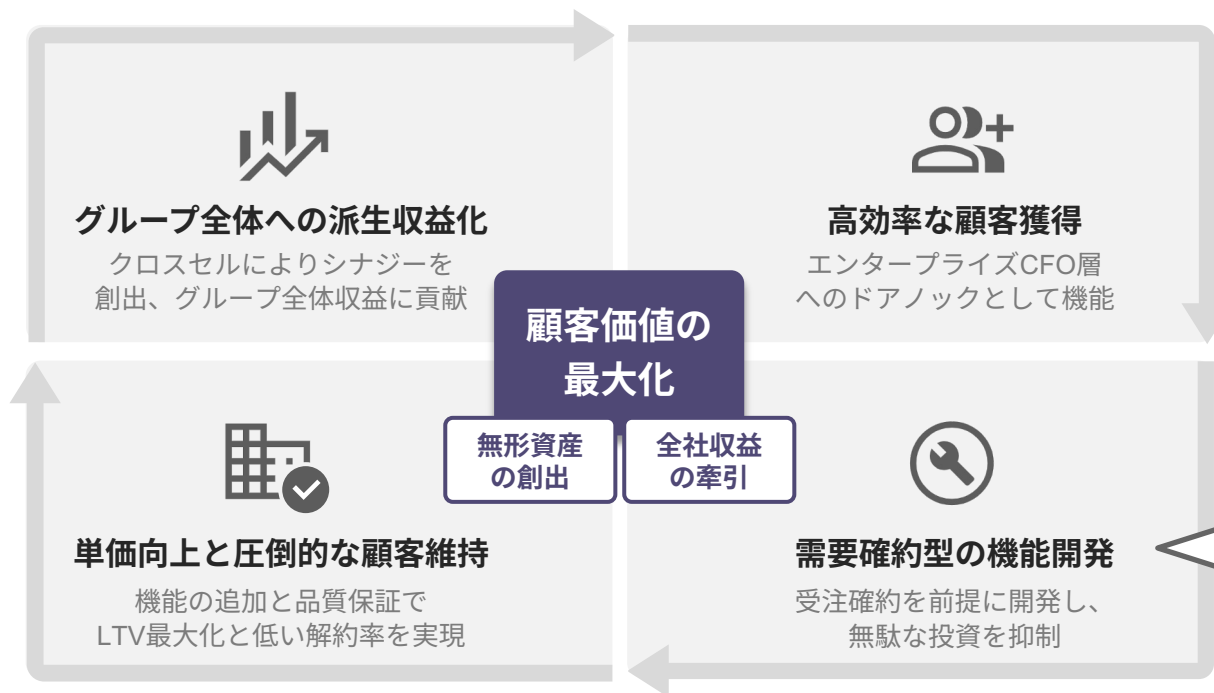 グループ全体への派生収益化
クロスセルによりシナジーを
創出、グループ全体収益に貢献
高効率な顧客獲得
エンタープライズCFO層
へのドアノックとして機能
顧客価値の
最大化
無形資産
の創出
全社収益
の牽引
単価向上と圧倒的な顧客維持
機能の追加と品質保証で
LTV最大化と低い解約率を実現
需要確約型の機能開発
受注確約を前提に開発し、
無駄な投資を抑制